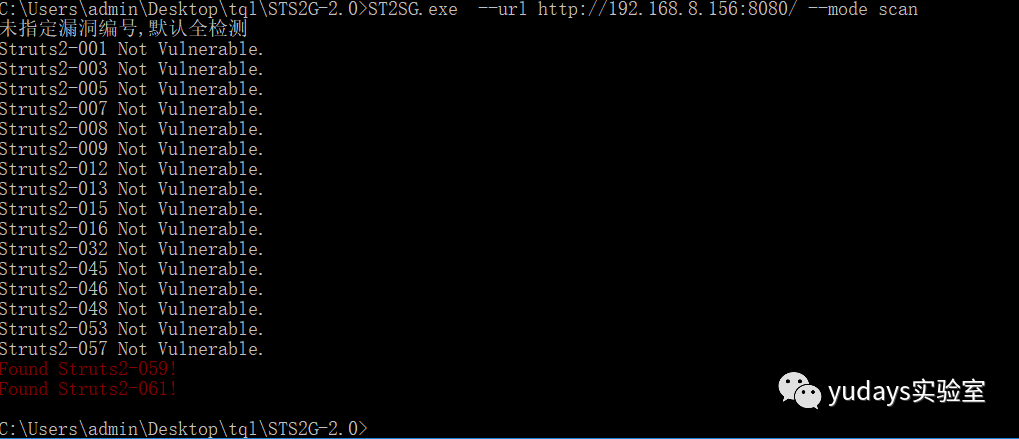 C:\Users\admin\Desktop\tql\STS2G-2.0>ST2SG.exe  --url http://192.168.8.156:8080/ --mode scan
未指定漏洞编号,默认全检测
Struts2-001 Not Vulnerable.
Struts2-003 Not Vulnerable.
Struts2-005 Not Vulnerable.
Struts2-007 Not Vulnerable.
Struts2-008 Not Vulnerable.
Struts2-009 Not Vulnerable.
Struts2-012 Not Vulnerable.
Struts2-013 Not Vulnerable.
Struts2-015 Not Vulnerable.
Struts2-016 Not Vulnerable.
Struts2-032 Not Vulnerable.
Struts2-045 Not Vulnerable.
Struts2-046 Not Vulnerable.
Struts2-048 Not Vulnerable.
Struts2-053 Not Vulnerable.
Struts2-057 Not Vulnerable.
Found Struts2-059!
Found Struts2-061!
yudays实验室
C:\Users\admin\Desktop\tql\STS2G-2.0>